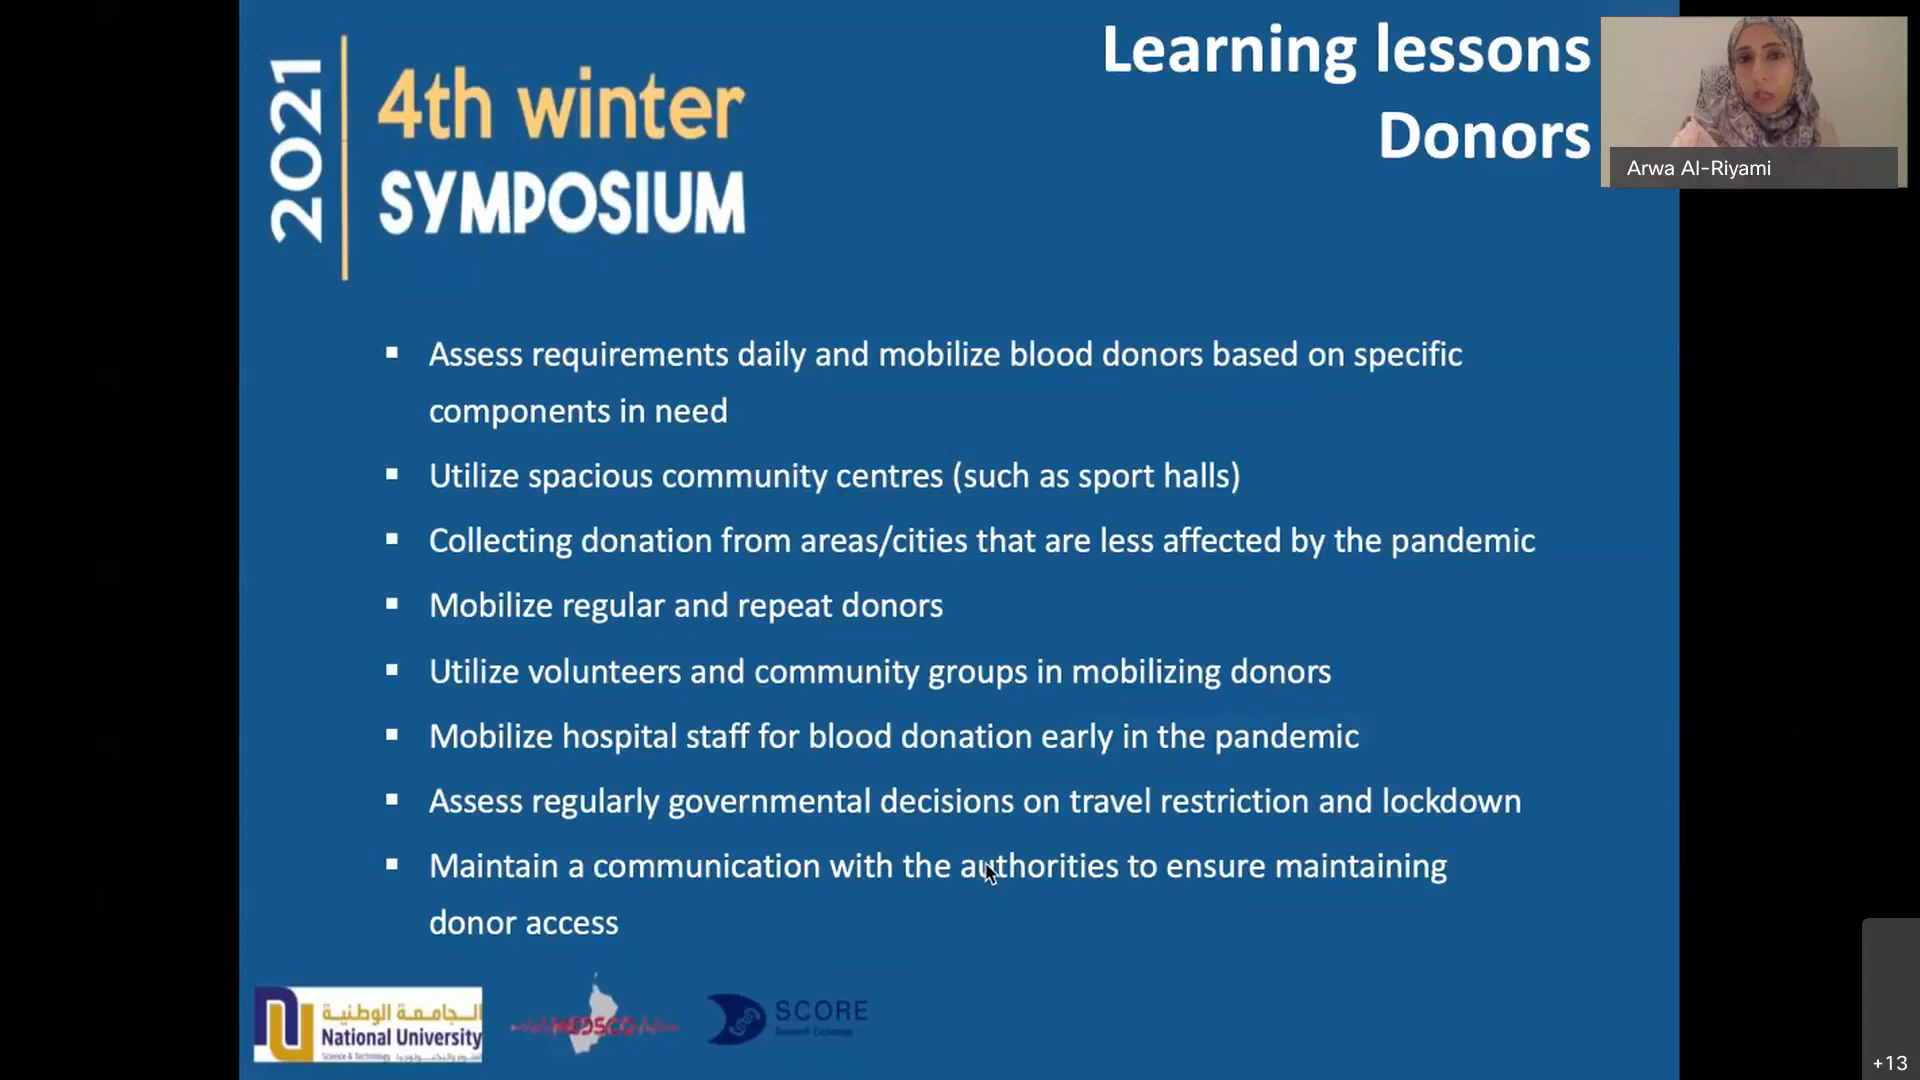 2021
4th winter
SYMPOSIUM
Learning lessons
Donors
Arwa Al-Riyami
▪ Assess requirements daily and mobilize blood donors based on specific
components in need
▪ Utilize spacious community centres (such as sport halls)
▪ Collecting donation from areas/cities that are less affected by the pandemic
▪ Mobilize regular and repeat donors
▪ Utilize volunteers and community groups in mobilizing donors
▪ Mobilize hospital staff for blood donation early in the pandemic
▪ Assess regularly governmental decisions on travel restriction and lockdown
▪ Maintain a communication with the authorities to ensure maintaining
donor access
الجامعة الوطنية
National University
Science & Technology
MEDSCO
SCORE
Research Exchange
+13